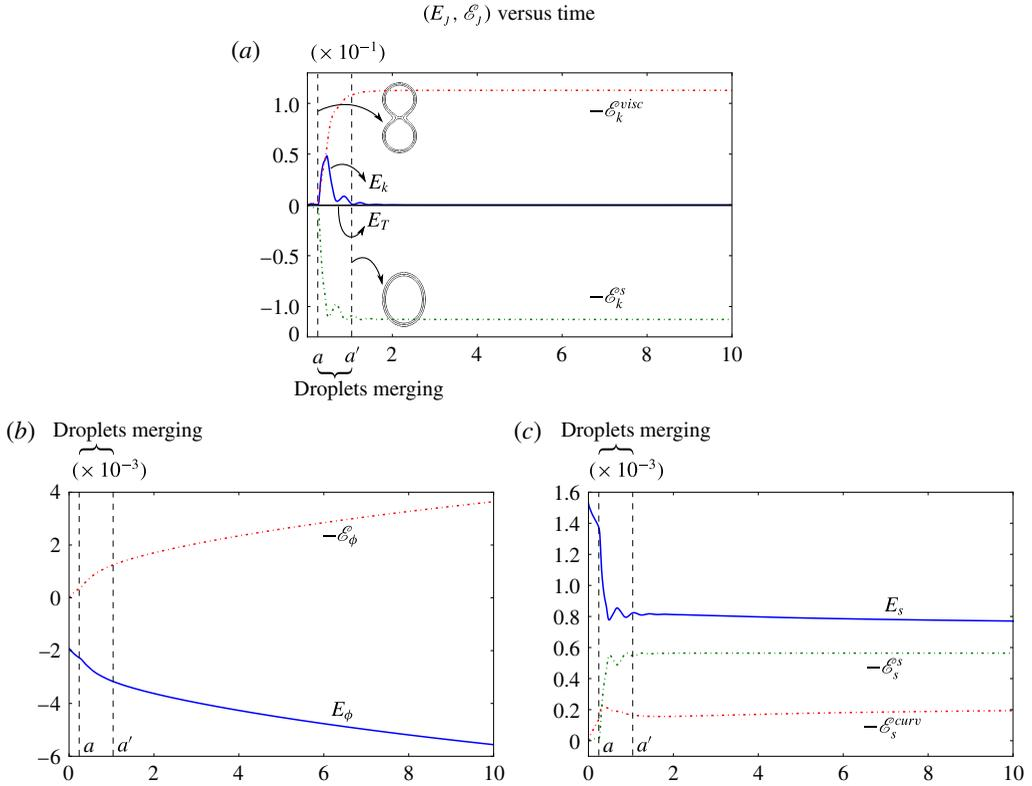 (E_J, ℰ_J) versus time
(a) (× 10⁻¹)
1.0
0.5
0
−0.5
−1.0
0
−ℰ_k^visc
E_k
E_T
−ℰ_k^s
a a′ 2 4 6 8 10
Droplets merging
(b) Droplets merging
(× 10⁻³)
4
2
0
−2
−4
−6
−ℰ_ϕ
E_ϕ
a a′
0 2 4 6 8 10
(c) Droplets merging
(× 10⁻³)
1.6
1.4
1.2
1.0
0.8
0.6
0.4
0.2
0
E_s
−ℰ_s^s
−ℰ_s^curv
a a′
0 2 4 6 8 10